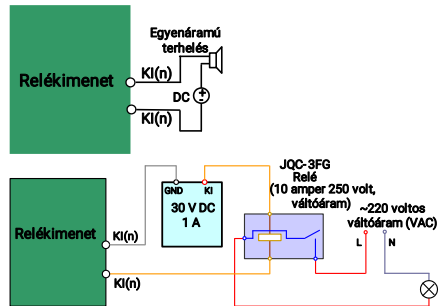 Egyenáramú
terhelés
Relékimenet
KI(n)
DC
KI(n)
JQC-3FG
Relé
(10 amper 250 volt,
váltóáram)
GND
KI
30 V DC
1 A
~220 voltos
váltóáram (VAC)
Relékimenet
KI(n)
L
N
KI(n)